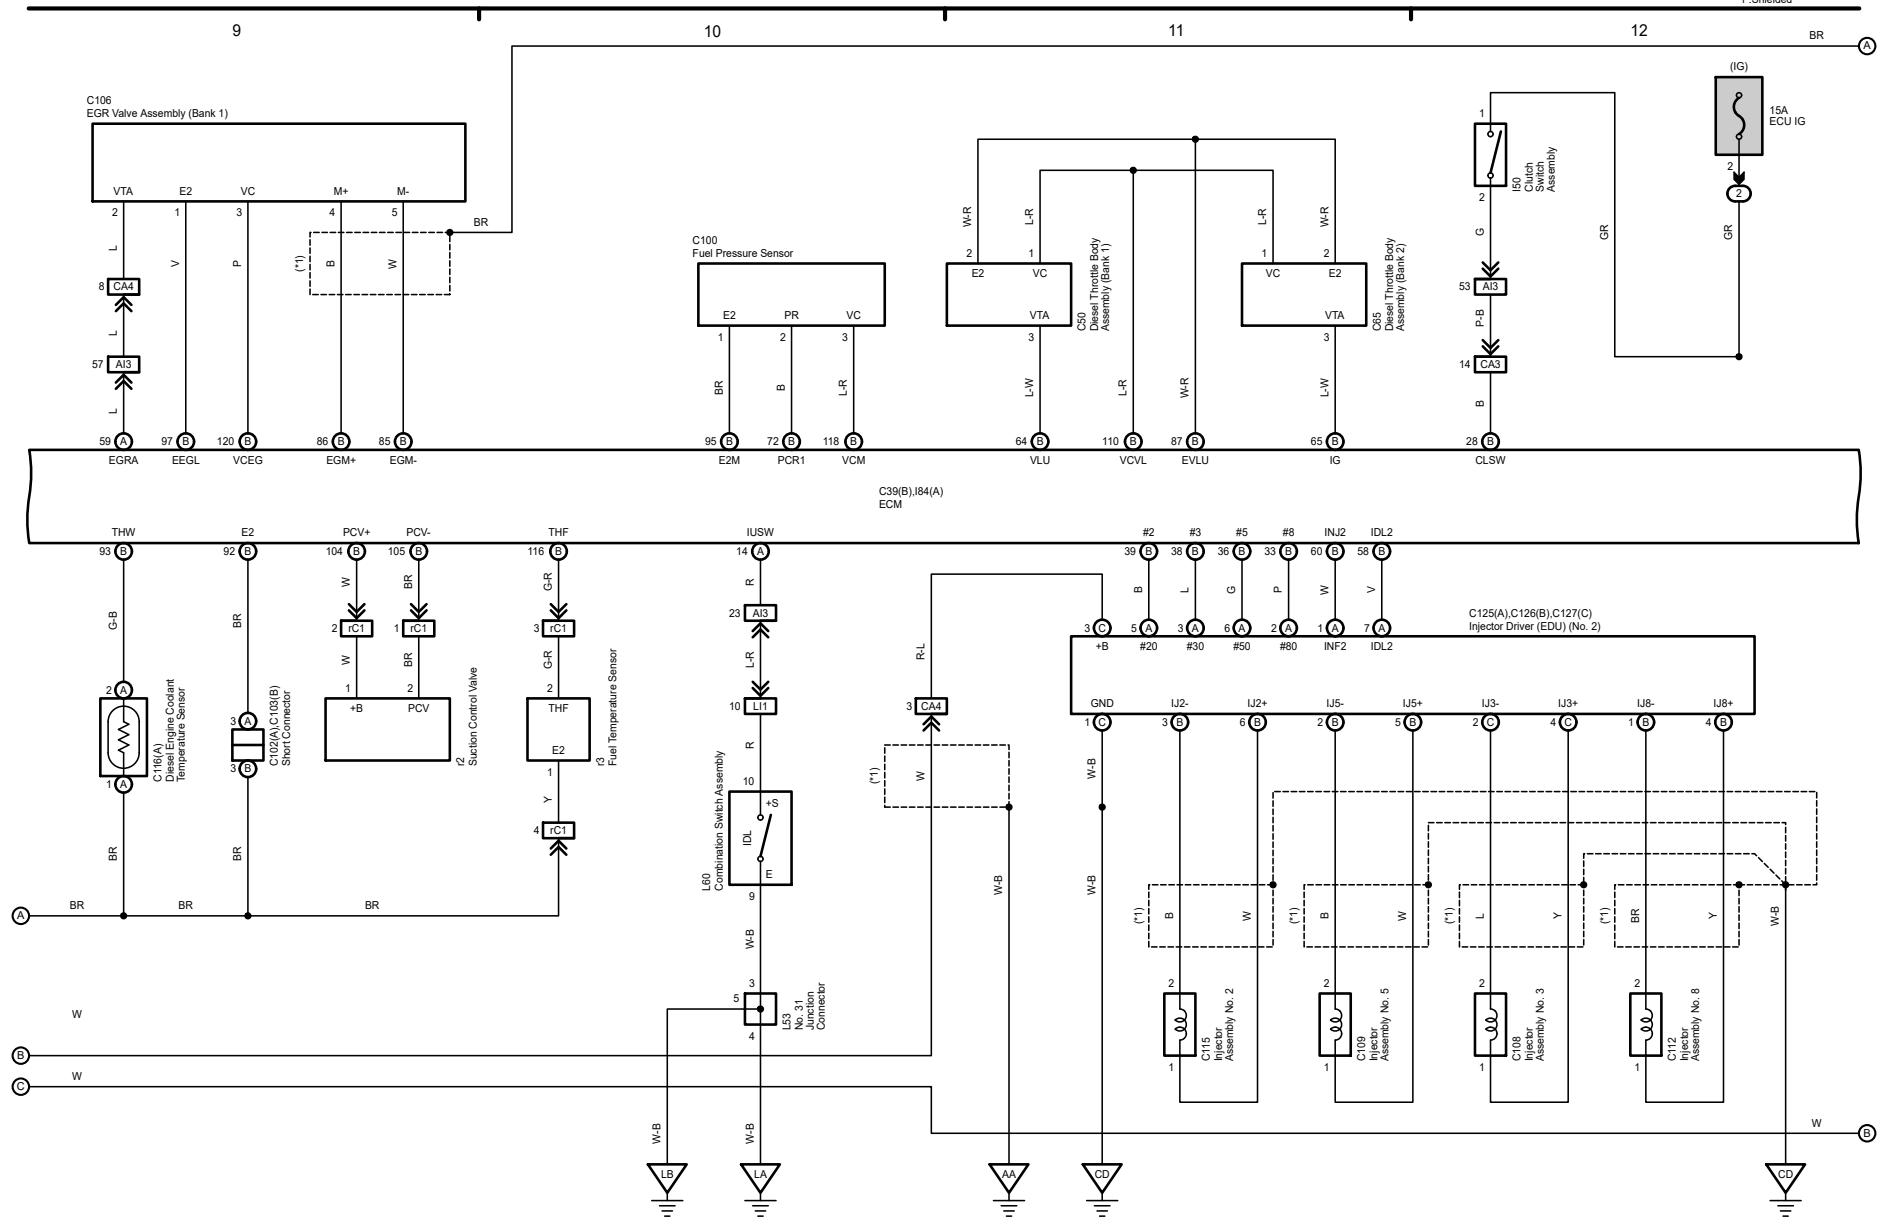 * : Shielded
9
10
11
12
BR
A
(IG)
15A
ECU IG
2
2
GR
GR
C106
EGR Valve Assembly (Bank 1)
VTA
E2
VC
M+
M-
2
1
3
4
5
BR
L
V
P
(*1)
B
W
8
CA4
L
57
AI3
L
C100
Fuel Pressure Sensor
E2
PR
VC
1
2
3
BR
B
L-R
W-R
L-R
L-R
W-R
2
1
E2
VC
VTA
3
C50
Diesel Throttle Body
Assembly (Bank 1)
1
2
VC
E2
VTA
3
C65
Diesel Throttle Body
Assembly (Bank 2)
L-W
L-R
W-R
L-W
1
2
I50
Clutch
Switch
Assembly
G
53
AI3
P-B
14
CA3
B
59 A
97 B
120 B
86 B
85 B
95 B
72 B
118 B
64 B
110 B
87 B
65 B
28 B
EGRA
EEGL
VCEG
EGM+
EGM-
E2M
PCR1
VCM
VLU
VCVL
EVLU
IG
CLSW
C39(B),I84(A)
ECM
THW
E2
PCV+
PCV-
THF
IUSW
#2
#3
#5
#8
INJ2
IDL2
93 B
92 B
104 B
105 B
116 B
14 A
39 B
38 B
36 B
33 B
60 B
58 B
G-B
BR
W
BR
G-R
R
B
L
G
P
W
V
2 rC1
1 rC1
3 rC1
23 AI3
W
BR
G-R
L-R
R-L
C125(A),C126(B),C127(C)
Injector Driver (EDU) (No. 2)
3 C
5 A
3 A
6 A
2 A
1 A
7 A
+B
#20
#30
#50
#80
INF2
IDL2
2 A
1 A
C116(A)
Diesel Engine Coolant
Temperature Sensor
3 A
3 B
C102(A),C103(B)
Short Connector
1
2
+B
PCV
r2
Suction Control Valve
2
THF
E2
1
r3
Fuel Temperature Sensor
Y
4 rC1
10 LI1
R
10
+S
IDL
E
9
L60
Combination Switch Assembly
3 CA4
(*1)
W
GND
IJ2-
IJ2+
IJ5-
IJ5+
IJ3-
IJ3+
IJ8-
IJ8+
1 C
3 B
6 B
2 B
5 B
2 C
4 C
1 B
4 B
W-B
BR
BR
A
BR
BR
BR
W-B
W-B
W-B
(*1)
B
W
(*1)
B
W
(*1)
L
Y
(*1)
BR
Y
W-B
3
5
4
L53
No. 31
Junction
Connector
2
1
C115
Injector
Assembly No. 2
2
1
C109
Injector
Assembly No. 5
2
1
C108
Injector
Assembly No. 3
2
1
C112
Injector
Assembly No. 8
W
B
W
C
W-B
W-B
W
B
LB
LA
AA
CD
CD